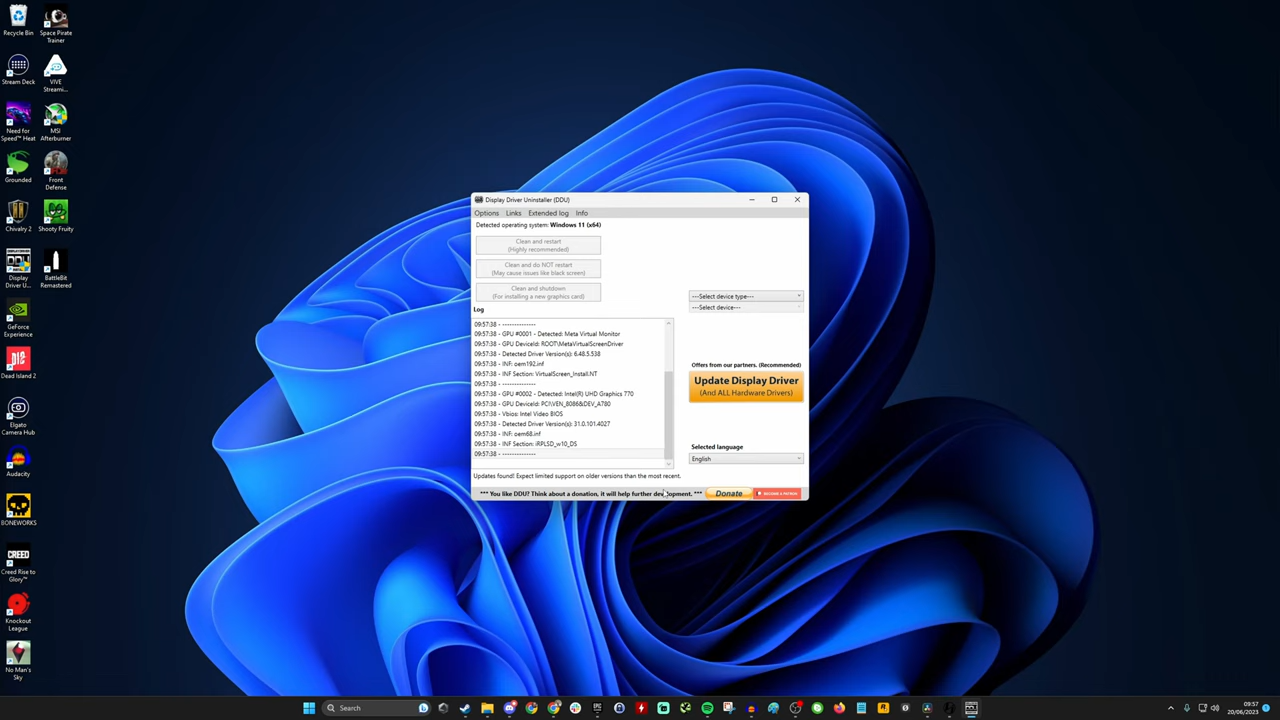 Recycle Bin
Space Pirate
Trainer
Stream Deck
VIVE
Streami...
Need for
Speed™ Heat
MSI
Afterburner
Grounded
Front
Defense
Chivalry 2
Shooty Fruity
Display
Driver U...
BattleBit
Remastered
GeForce
Experience
Dead Island 2
Elgato
Camera Hub
Audacity
BONEWORKS
Creed Rise to
Glory™
Knockout
League
No Man's
Sky
Display Driver Uninstaller (DDU)
Options Links Extended log Info
Detected operating system: Windows 11 (x64)
Clean and restart
(Highly recommended)
Clean and do NOT restart
(May cause issues like black screen)
Clean and shutdown
(For installing a new graphics card)
---Select device type---
---Select device---
Log
09:57:38 - --------------
09:57:38 - GPU #0001 - Detected: Meta Virtual Monitor
09:57:38 - GPU DeviceId: ROOT\MetaVirtualScreenDriver
09:57:38 - Detected Driver Version(s): 6.48.5.538
09:57:38 - INF: oem192.inf
09:57:38 - INF Section: VirtualScreen_Install.NT
09:57:38 - --------------
09:57:38 - GPU #0002 - Detected: Intel(R) UHD Graphics 770
09:57:38 - GPU DeviceId: PCI\VEN_8086&DEV_A780
09:57:38 - Vbios: Intel Video BIOS
09:57:38 - Detected Driver Version(s): 31.0.101.4027
09:57:38 - INF: oem68.inf
09:57:38 - INF Section: iRPLSD_w10_DS
09:57:38 - --------------
Offers from our partners. (Recommended)
Update Display Driver
(And ALL Hardware Drivers)
Selected language
English
Updates found! Expect limited support on older versions than the most recent.
*** You like DDU? Think about a donation, it will help further development. ***
Donate
BECOME A PATRON
Search
09:57
20/06/2023